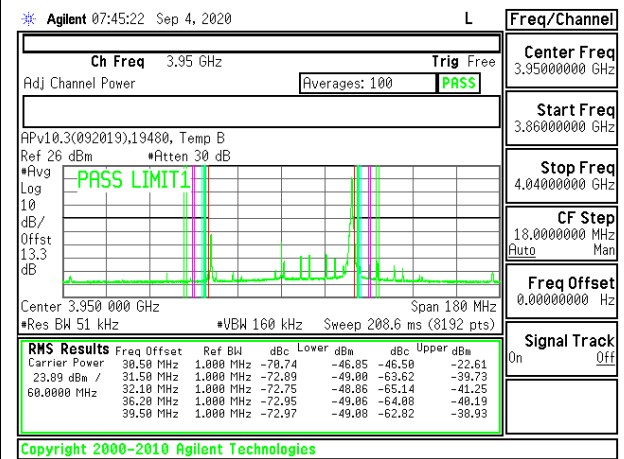 Agilent 07:45:22 Sep 4, 2020 L
Freq/Channel
Ch Freq 3.95 GHz Trig Free
Adj Channel Power Averages: 100 PASS
Center Freq
3.95000000 GHz
Start Freq
3.86000000 GHz
Stop Freq
4.04000000 GHz
CF Step
18.0000000 MHz
Auto Man
Freq Offset
0.00000000 Hz
Signal Track
On Off
APv10.3(092019),19480, Temp B
Ref 26 dBm #Atten 30 dB
#Avg
Log
10
dB/
Offst
13.3
dB
PASS LIMIT1
Center 3.950 000 GHz Span 180 MHz
#Res BW 51 kHz #VBW 160 kHz Sweep 208.6 ms (8192 pts)
RMS Results Freq Offset Ref BW dBc Lower dBm dBc Upper dBm
Carrier Power 30.50 MHz 1.000 MHz -70.74 -46.85 -46.50 -22.61
23.89 dBm / 31.50 MHz 1.000 MHz -72.89 -49.00 -63.62 -39.73
60.0000 MHz 32.10 MHz 1.000 MHz -72.75 -48.86 -65.14 -41.25
36.20 MHz 1.000 MHz -72.95 -49.06 -64.08 -40.19
39.50 MHz 1.000 MHz -72.97 -49.08 -62.82 -38.93
Copyright 2000-2010 Agilent Technologies